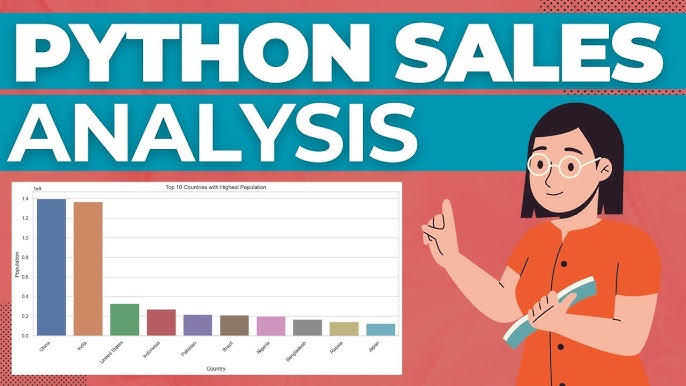 PYTHON SALES
ANALYSIS
Top 10 Countries with Highest Population
1e9
1.4
1.2
1.0
0.8
0.6
0.4
0.2
0.0
Population
China
India
United States
Indonesia
Pakistan
Brazil
Nigeria
Bangladesh
Russia
Japan
Country